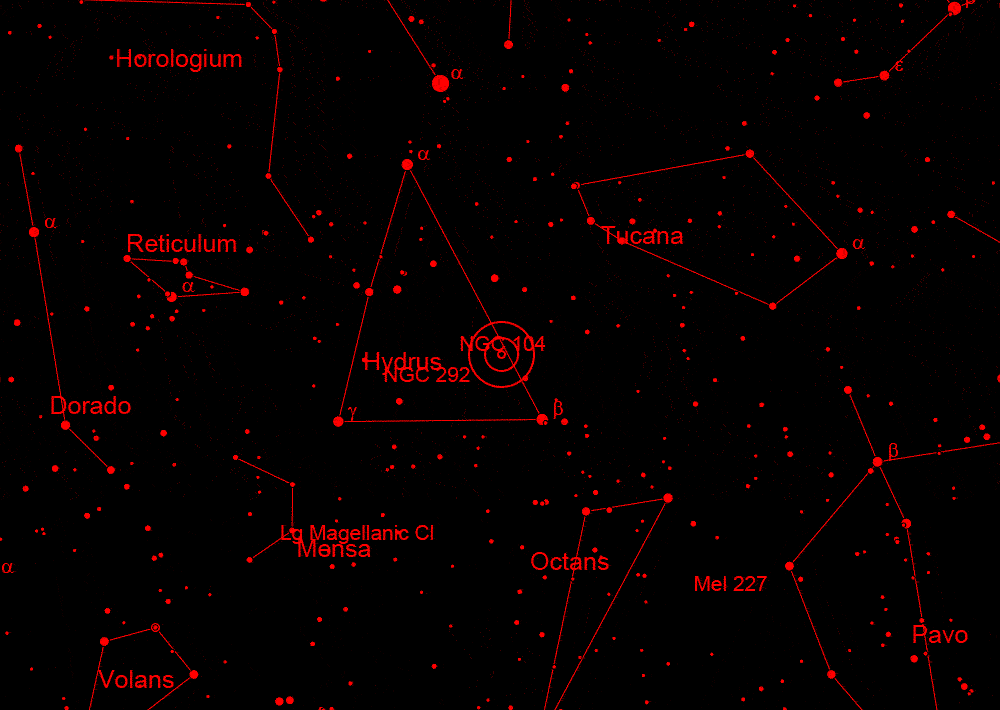 β
ε
Horologium
α
α
α
Tucana
α
Reticulum
α
α
NGC 104
Hydrus
NGC 292
Dorado
γ
β
β
Lg Magellanic Cl
Mensa
Octans
α
Mel 227
Pavo
Volans